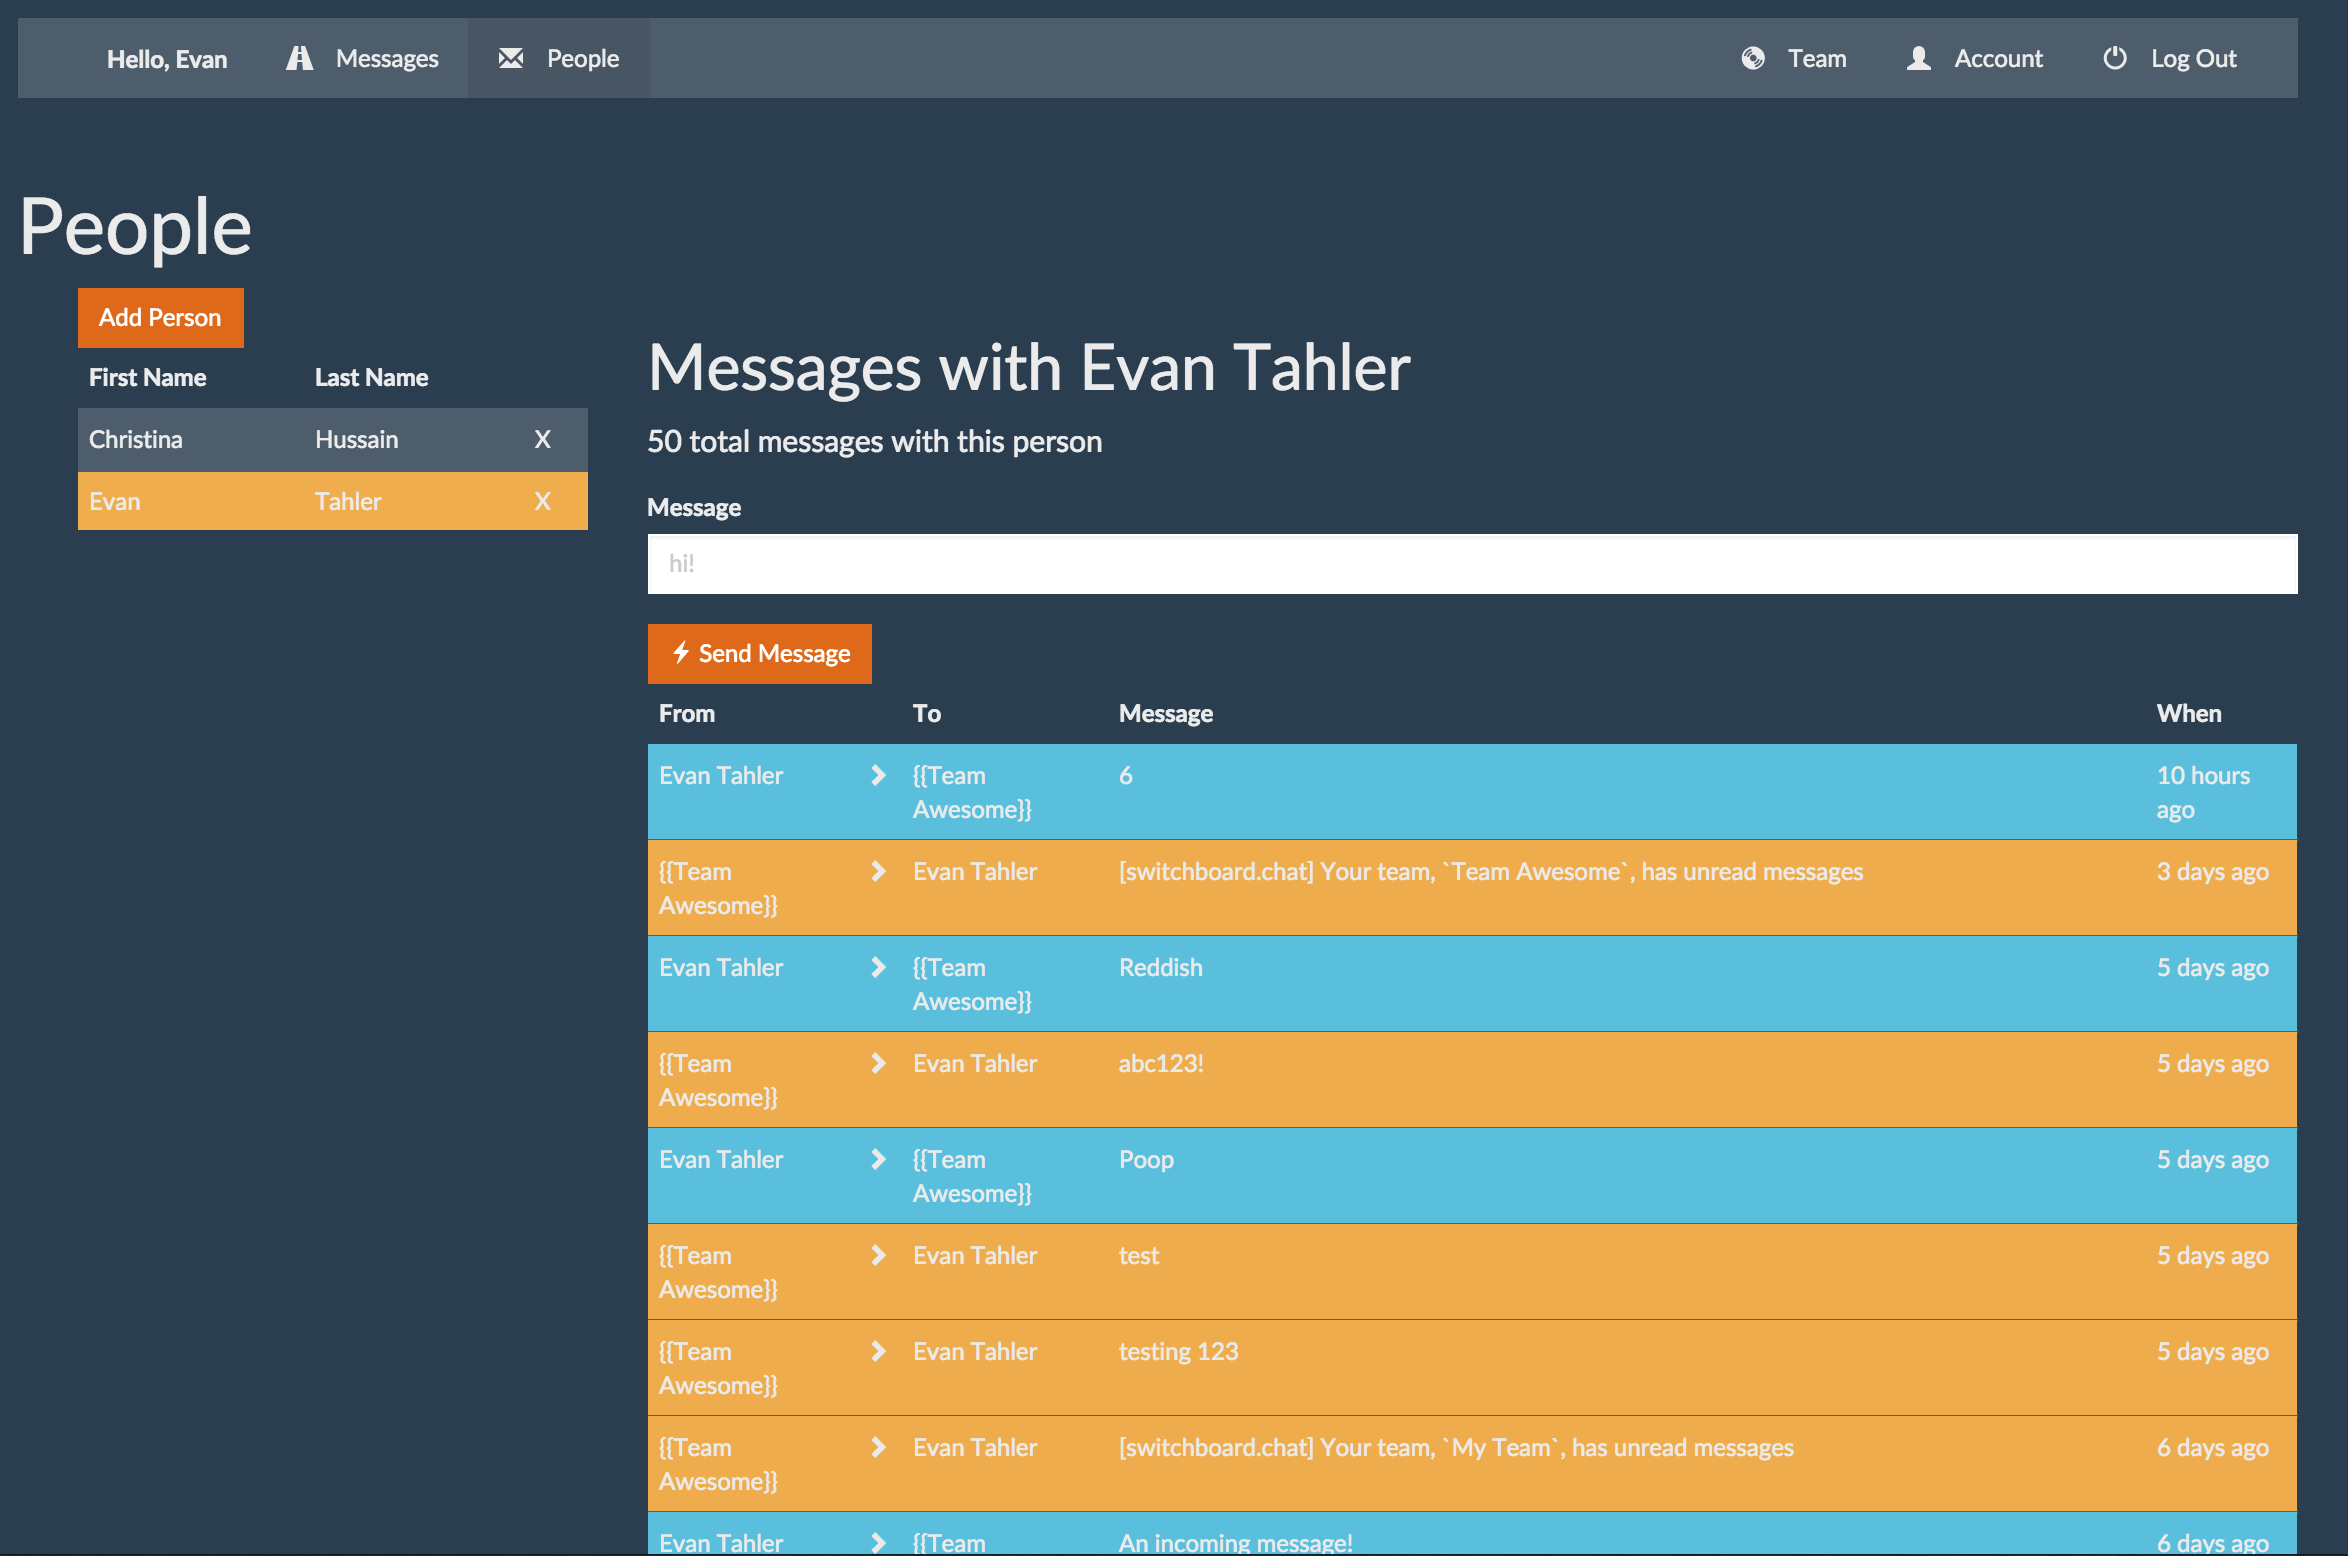 Hello, Evan Messages People Team Account Log Out
People
Add Person
First Name Last Name
Christina Hussain X
Evan Tahler X
Messages with Evan Tahler
50 total messages with this person
Message
hi!
Send Message
From To Message When
Evan Tahler {{Team 6 10 hours
Awesome}} ago
{{Team Evan Tahler [switchboard.chat] Your team, `Team Awesome`, has unread messages 3 days ago
Awesome}}
Evan Tahler {{Team Reddish 5 days ago
Awesome}}
{{Team Evan Tahler abc123! 5 days ago
Awesome}}
Evan Tahler {{Team Poop 5 days ago
Awesome}}
{{Team Evan Tahler test 5 days ago
Awesome}}
{{Team Evan Tahler testing 123 5 days ago
Awesome}}
{{Team Evan Tahler [switchboard.chat] Your team, `My Team`, has unread messages 6 days ago
Awesome}}
Evan Tahler {{Team An incoming message! 6 days ago